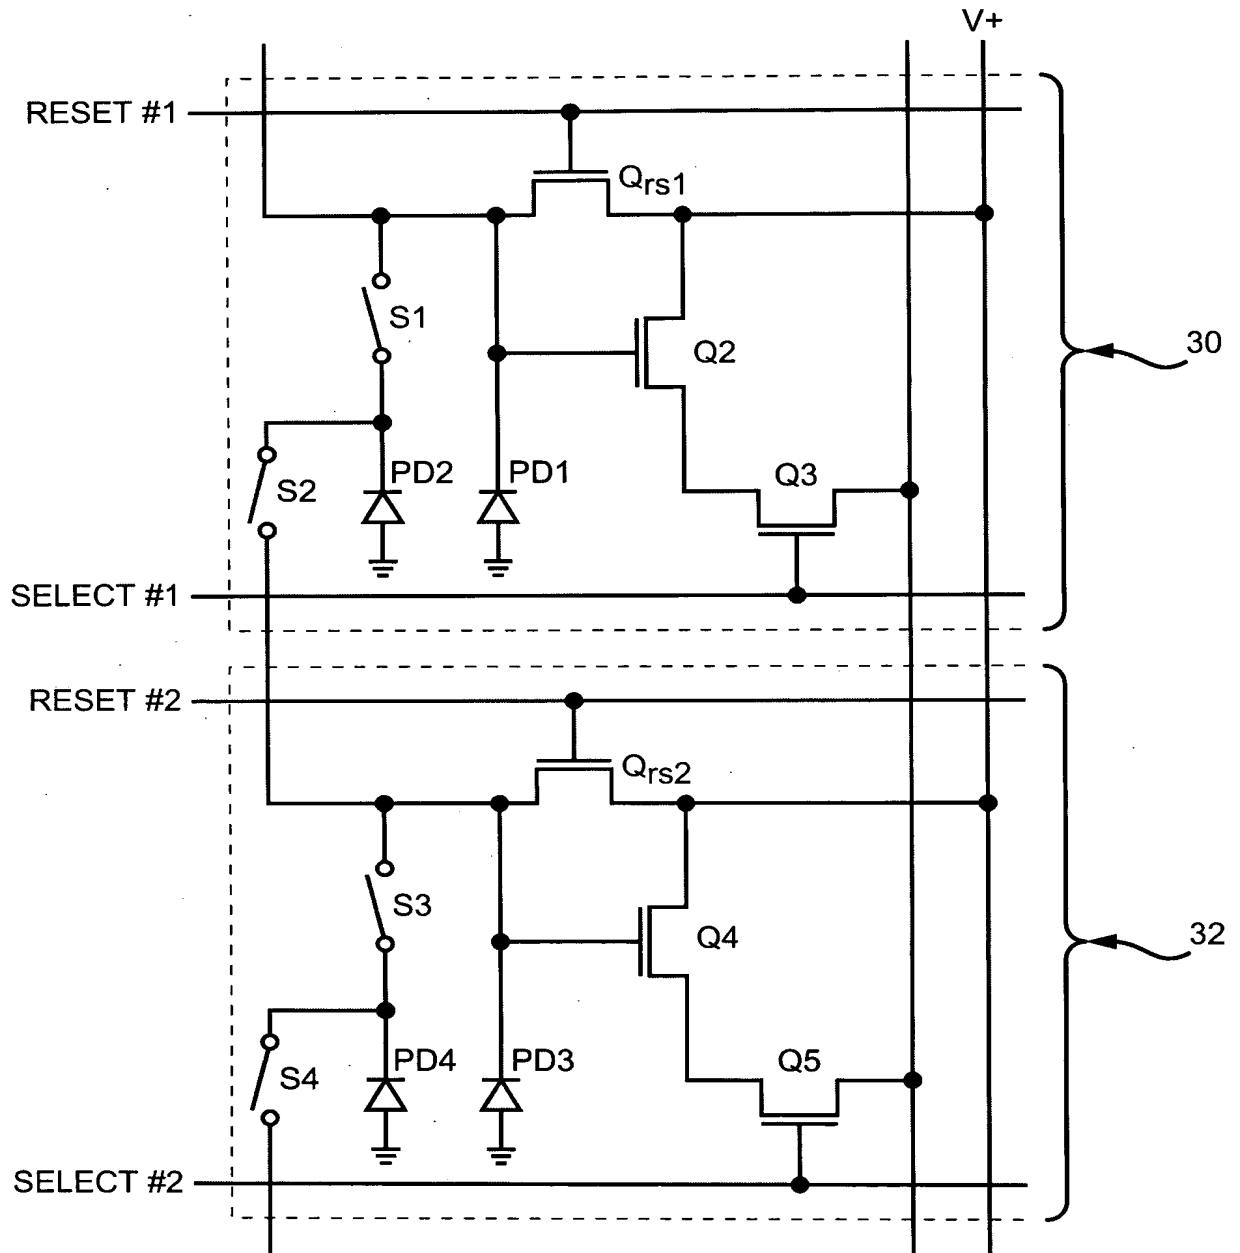 V+
RESET #1
Qrs1
S1
Q2
30
PD2
PD1
Q3
S2
SELECT #1
RESET #2
Qrs2
S3
Q4
32
PD4
PD3
Q5
S4
SELECT #2